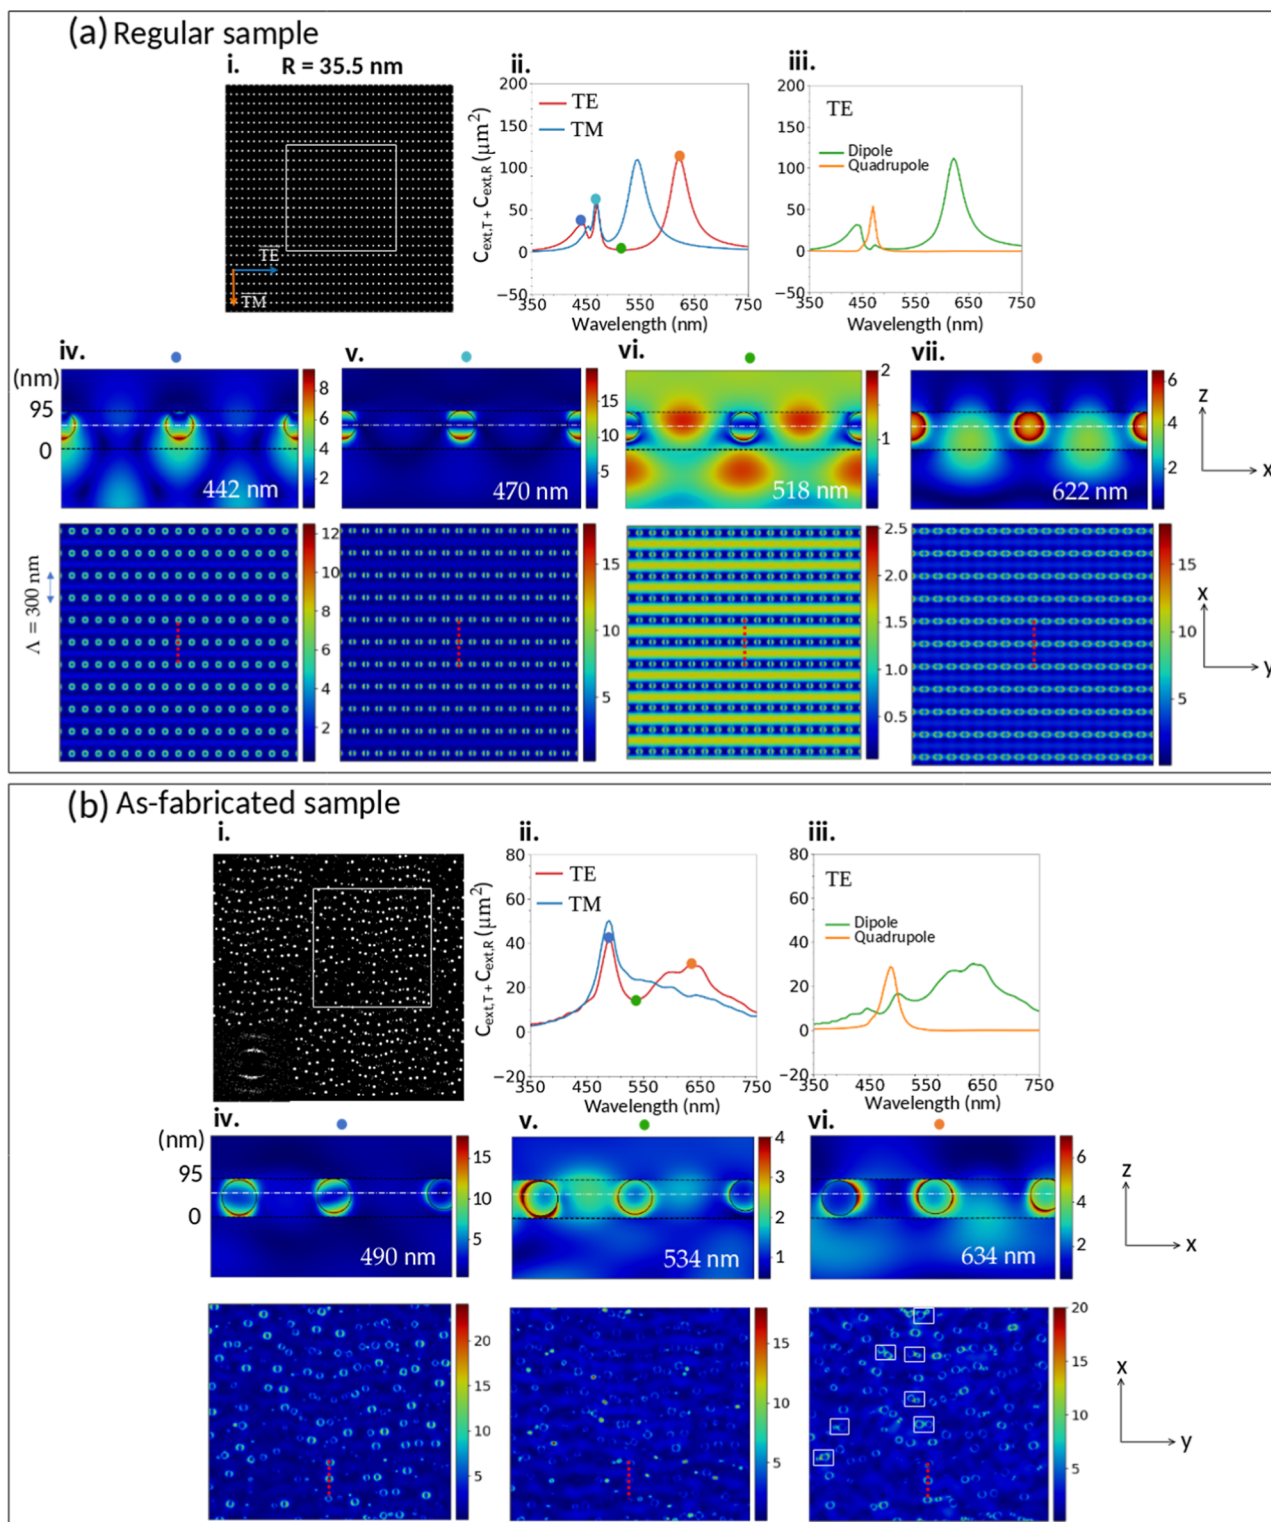 (a) Regular sample
i. R = 35.5 nm
TE
TM
ii.
C_ext,T + C_ext,R (μm²)
200
150
100
50
0
−50
TE
TM
350 450 550 650 750
Wavelength (nm)
iii.
200
150
100
50
0
−50
TE
Dipole
Quadrupole
350 450 550 650 750
Wavelength (nm)
iv.
(nm)
95
0
442 nm
8
6
4
2
v.
470 nm
15
10
5
vi.
518 nm
2
1
vii.
622 nm
6
4
2
z
x
Λ = 300 nm
12
10
8
6
4
2
15
10
5
2.5
2.0
1.5
1.0
0.5
15
10
5
x
y
(b) As-fabricated sample
i.
ii.
C_ext,T + C_ext,R (μm²)
80
60
40
20
0
−20
TE
TM
350 450 550 650 750
Wavelength (nm)
iii.
80
60
40
20
0
−20
TE
Dipole
Quadrupole
350 450 550 650 750
Wavelength (nm)
iv.
(nm)
95
0
490 nm
15
10
5
v.
534 nm
4
3
2
1
vi.
634 nm
6
4
2
z
x
20
15
10
5
15
10
5
20
15
10
5
x
y